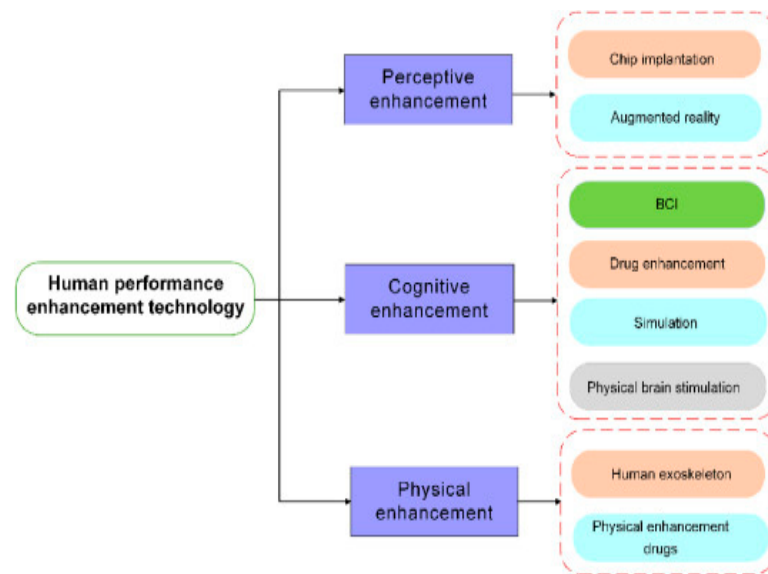 Human performance
enhancement technology
Perceptive
enhancement
Chip implantation
Augmented reality
Cognitive
enhancement
BCI
Drug enhancement
Simulation
Physical brain stimulation
Physical
enhancement
Human exoskeleton
Physical enhancement
drugs